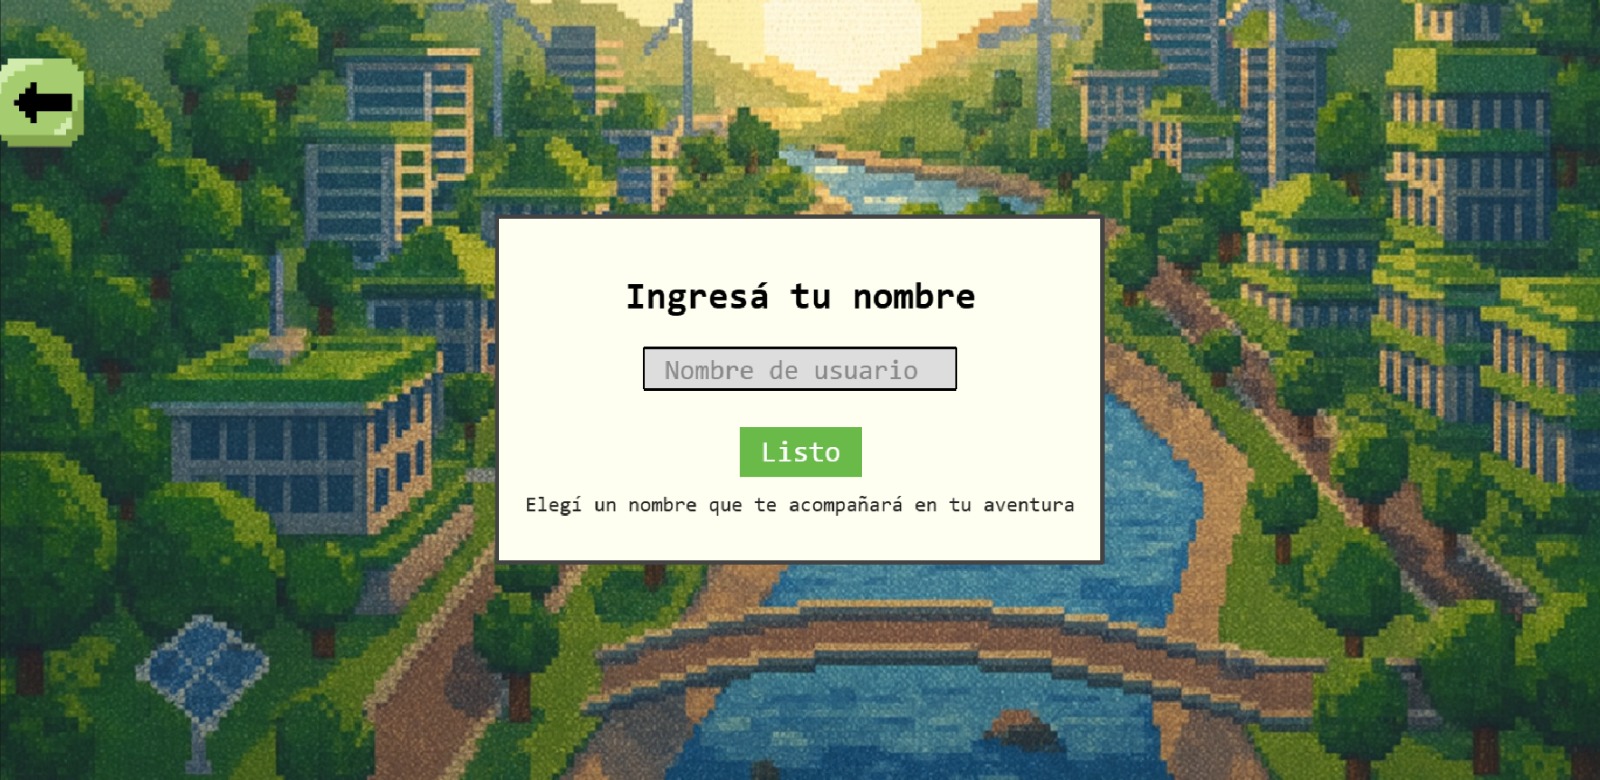 Ingresá tu nombre
Nombre de usuario
Listo
Elegí un nombre que te acompañará en tu aventura